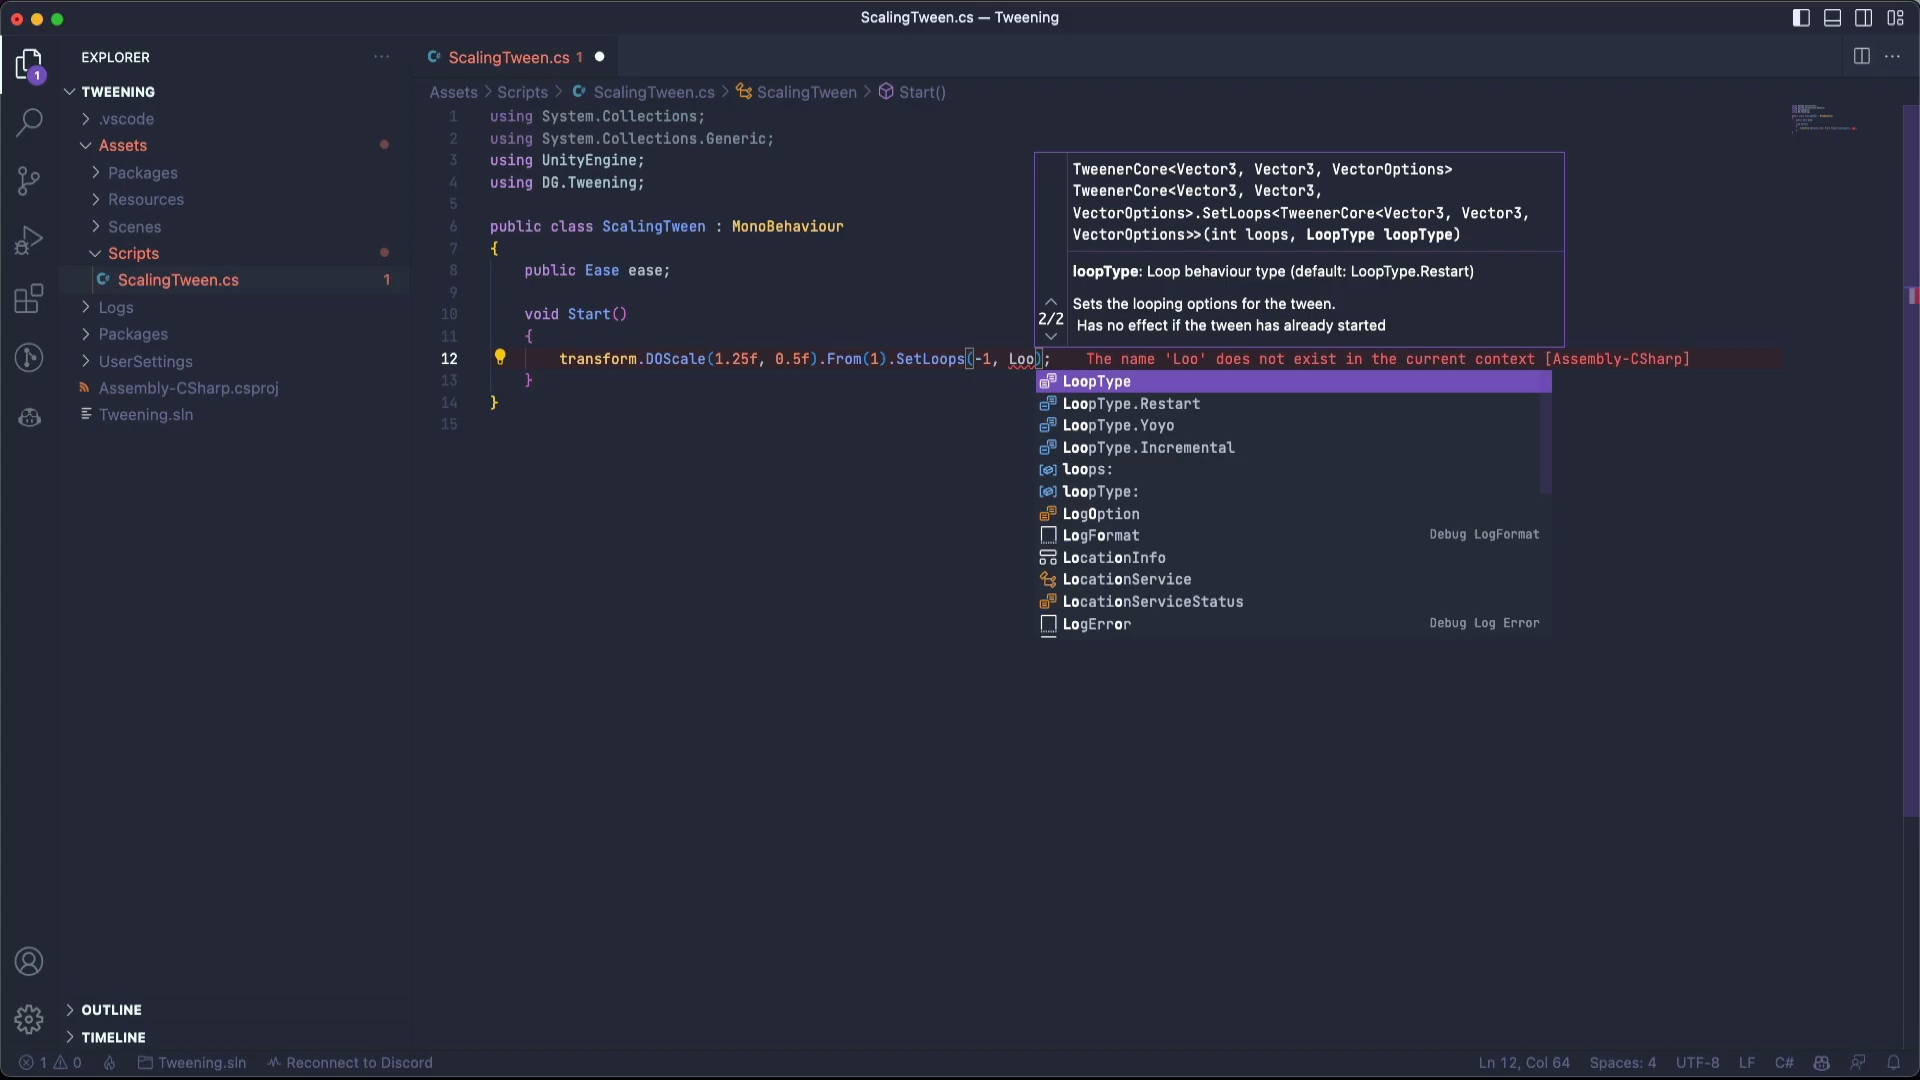 ScalingTween.cs — Tweening
EXPLORER
1
TWEENING
.vscode
Assets
Packages
Resources
Scenes
Scripts
ScalingTween.cs 1
Logs
Packages
UserSettings
Assembly-CSharp.csproj
Tweening.sln
OUTLINE
TIMELINE
ScalingTween.cs 1
Assets > Scripts > ScalingTween.cs > ScalingTween > Start()
1 using System.Collections;
2 using System.Collections.Generic;
3 using UnityEngine;
4 using DG.Tweening;
5
6 public class ScalingTween : MonoBehaviour
7 {
8 public Ease ease;
9
10 void Start()
11 {
12 transform.DOScale(1.25f, 0.5f).From(1).SetLoops(-1, Loo); The name 'Loo' does not exist in the current context [Assembly-CSharp]
13 }
14 }
15
TweenerCore<Vector3, Vector3, VectorOptions>
TweenerCore<Vector3, Vector3,
VectorOptions>.SetLoops<TweenerCore<Vector3, Vector3,
VectorOptions>>(int loops, LoopType loopType)
loopType: Loop behaviour type (default: LoopType.Restart)
Sets the looping options for the tween.
2/2
Has no effect if the tween has already started
LoopType
LoopType.Restart
LoopType.Yoyo
LoopType.Incremental
loops:
loopType:
LogOption
LogFormat Debug LogFormat
LocationInfo
LocationService
LocationServiceStatus
LogError Debug Log Error
1 0 Tweening.sln Reconnect to Discord
Ln 12, Col 64 Spaces: 4 UTF-8 LF C#